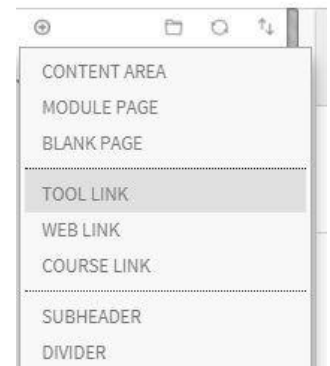 CONTENT AREA
MODULE PAGE
BLANK PAGE
TOOL LINK
WEB LINK
COURSE LINK
SUBHEADER
DIVIDER